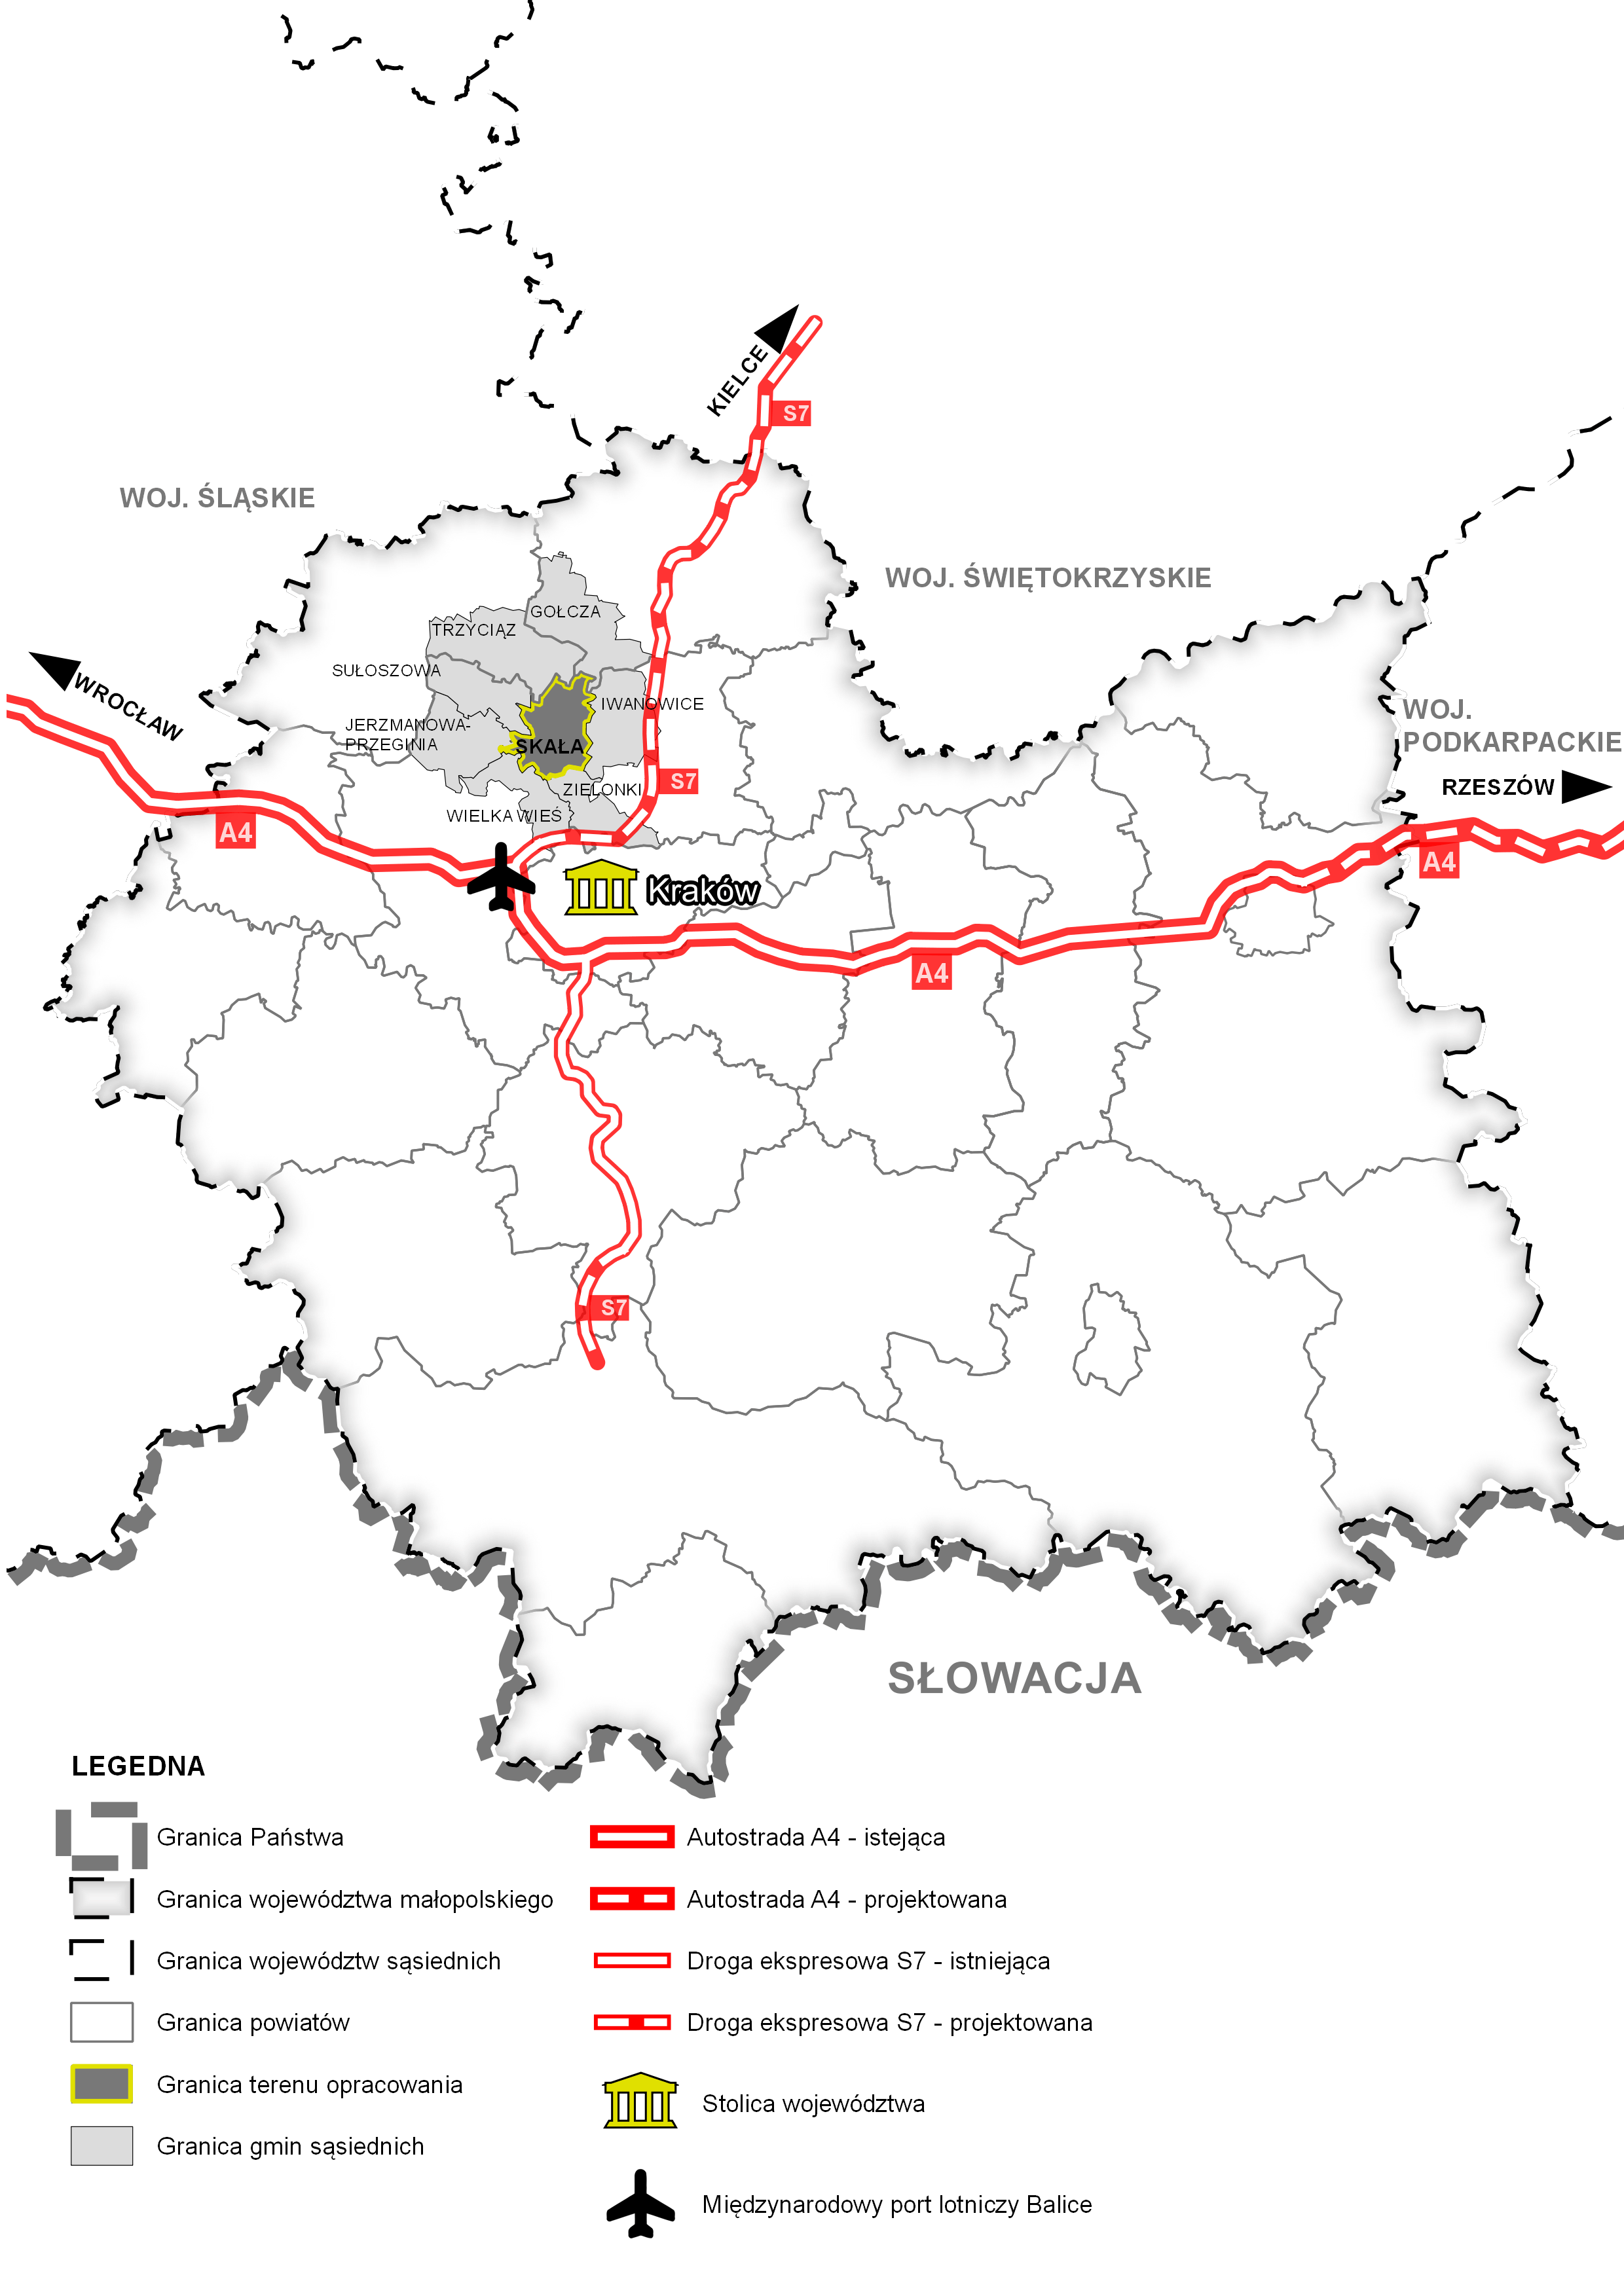 KIELCE
S7
WOJ. ŚLĄSKIE
WOJ. ŚWIĘTOKRZYSKIE
GOŁCZA
TRZYCIĄZ
SUŁOSZOWA
WROCŁAW
IWANOWICE
JERZMANOWA-
PRZEGINIA
SKAŁA
WOJ.
PODKARPACKIE
RZESZÓW
ZIELONKI
S7
WIELKA WIEŚ
A4
A4
Kraków
A4
S7
SŁOWACJA
LEGEDNA
Granica Państwa
Granica województwa małopolskiego
Granica województw sąsiednich
Granica powiatów
Granica terenu opracowania
Granica gmin sąsiednich
Autostrada A4 - istejąca
Autostrada A4 - projektowana
Droga ekspresowa S7 - istniejąca
Droga ekspresowa S7 - projektowana
Stolica województwa
Międzynarodowy port lotniczy Balice